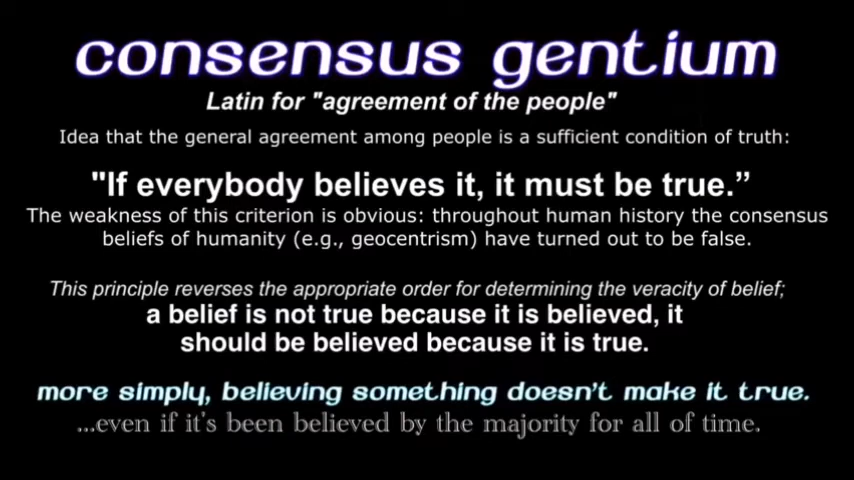 consensus gentium
Latin for "agreement of the people"
Idea that the general agreement among people is a sufficient condition of truth:
"If everybody believes it, it must be true.”
The weakness of this criterion is obvious: throughout human history the consensus
beliefs of humanity (e.g., geocentrism) have turned out to be false.
This principle reverses the appropriate order for determining the veracity of belief;
a belief is not true because it is believed, it
should be believed because it is true.
more simply, believing something doesn't make it true.
...even if it's been believed by the majority for all of time.